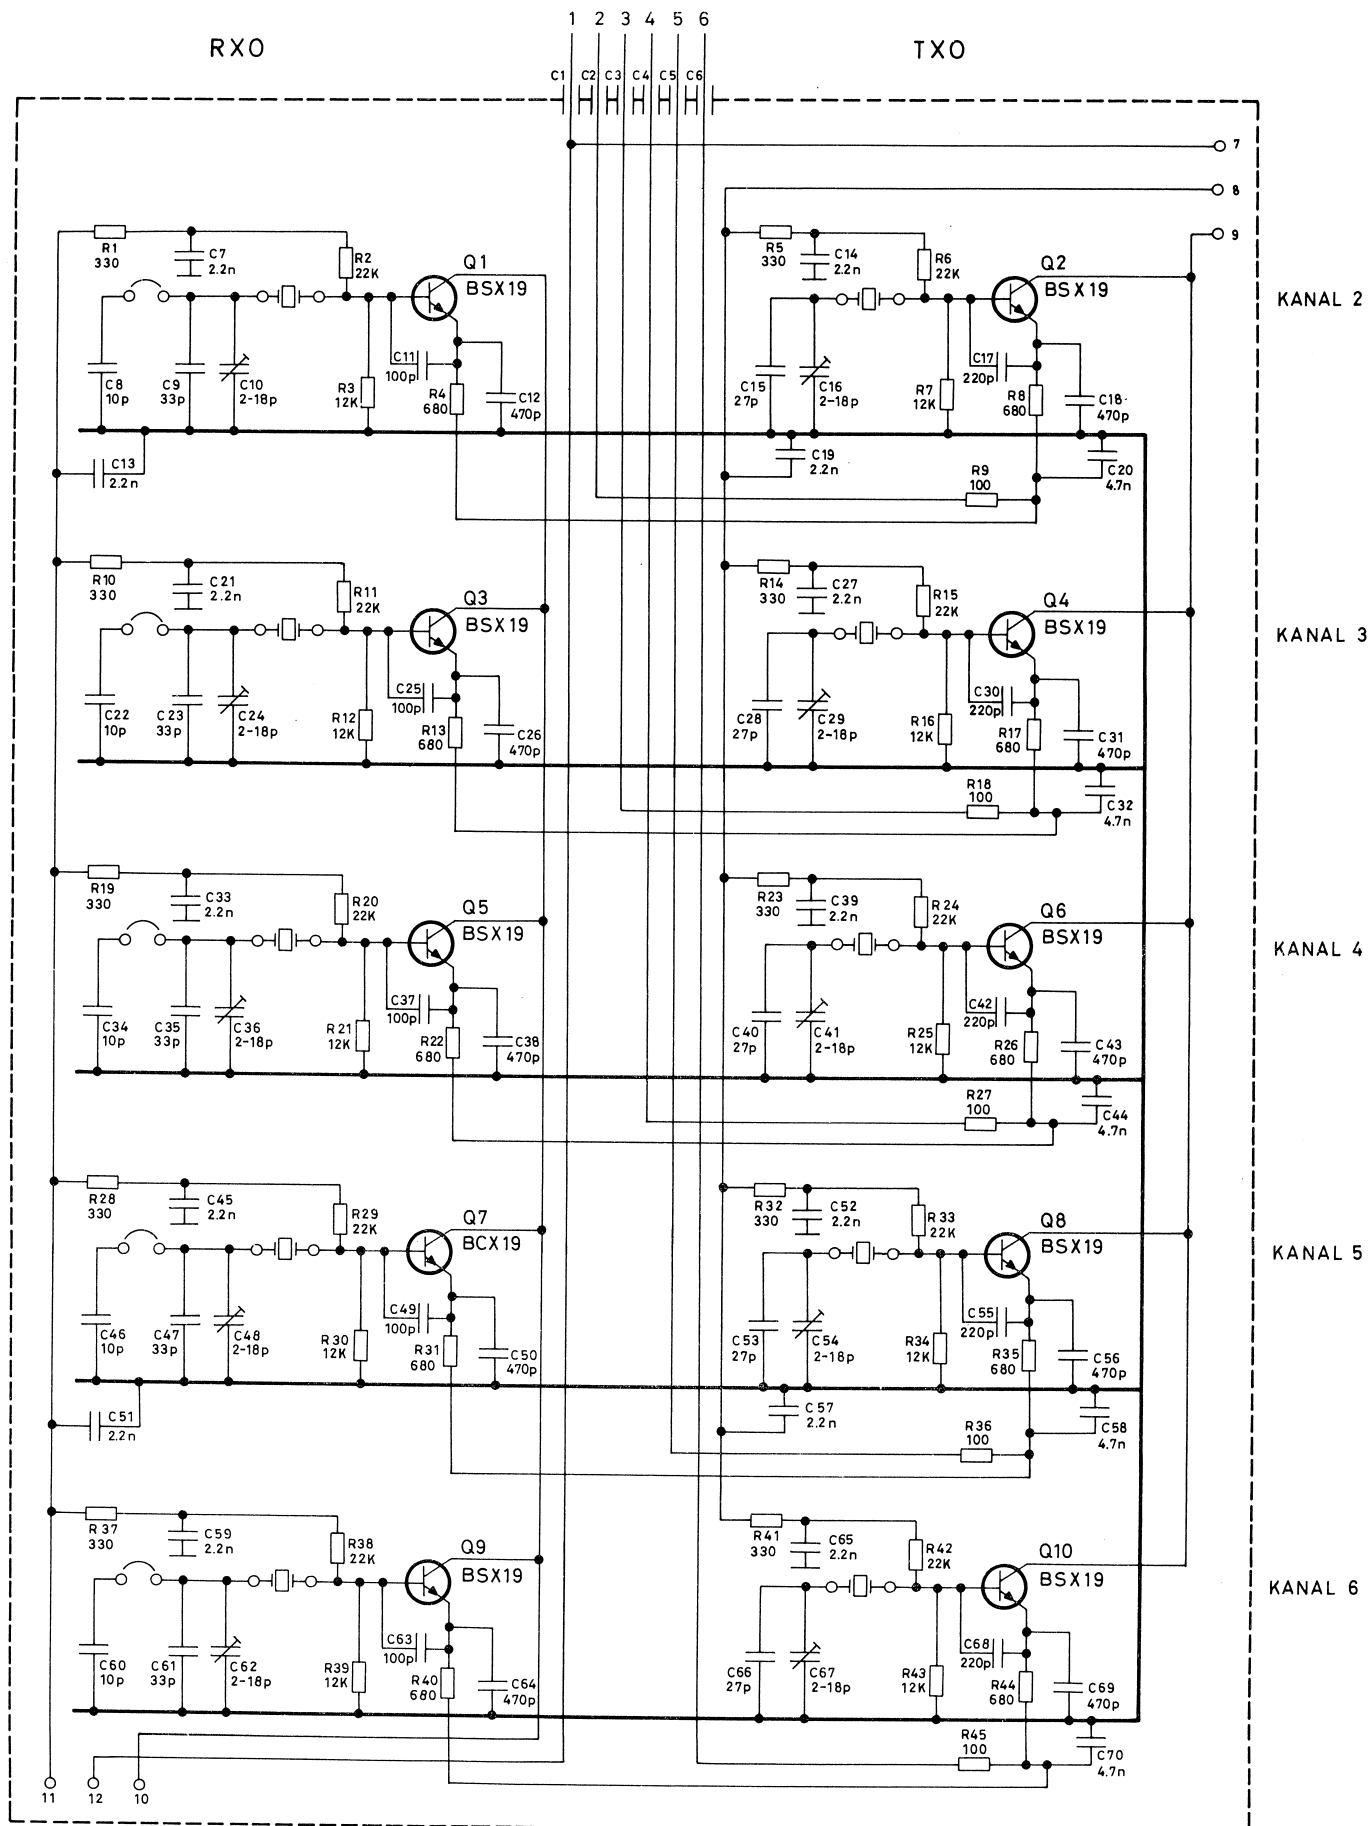 1 2 3 4 5 6
RXO
TXO
C1 C2 C3 C4 C5 C6
7
8
9
R1
330
C7
2.2n
R2
22K
Q1
BSX19
R5
330
C14
2.2n
R6
22K
Q2
BSX19
KANAL 2
C8
10p
C9
33p
C10
2-18p
R3
12K
C11
100p
R4
680
C12
470p
C15
27p
C16
2-18p
R7
12K
C17
220p
R8
680
C18
470p
C13
2.2n
C19
2.2n
R9
100
C20
4.7n
R10
330
C21
2.2n
R11
22K
Q3
BSX19
R14
330
C27
2.2n
R15
22K
Q4
BSX19
KANAL 3
C22
10p
C23
33p
C24
2-18p
R12
12K
C25
100p
R13
680
C26
470p
C28
27p
C29
2-18p
R16
12K
C30
220p
R17
680
C31
470p
R18
100
C32
4.7n
R19
330
C33
2.2n
R20
22K
Q5
BSX19
R23
330
C39
2.2n
R24
22K
Q6
BSX19
KANAL 4
C34
10p
C35
33p
C36
2-18p
R21
12K
C37
100p
R22
680
C38
470p
C40
27p
C41
2-18p
R25
12K
C42
220p
R26
680
C43
470p
R27
100
C44
4.7n
R28
330
C45
2.2n
R29
22K
Q7
BCX19
R32
330
C52
2.2n
R33
22K
Q8
BSX19
KANAL 5
C46
10p
C47
33p
C48
2-18p
R30
12K
C49
100p
R31
680
C50
470p
C53
27p
C54
2-18p
R34
12K
C55
220p
R35
680
C56
470p
C51
2.2n
C57
2.2n
R36
100
C58
4.7n
R37
330
C59
2.2n
R38
22K
Q9
BSX19
R41
330
C65
2.2n
R42
22K
Q10
BSX19
KANAL 6
C60
10p
C61
33p
C62
2-18p
R39
12K
C63
100p
R40
680
C64
470p
C66
27p
C67
2-18p
R43
12K
C68
220p
R44
680
C69
470p
R45
100
C70
4.7n
11 12 10